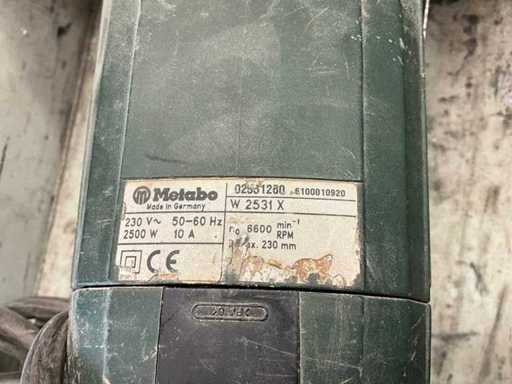 Metabo
Made in Germany
230 V~ 50-60 Hz
2500 W 10 A
CE
02531260 6100010920
W 2531 X
n₀ 6600 min⁻¹
RPM
max. 230 mm